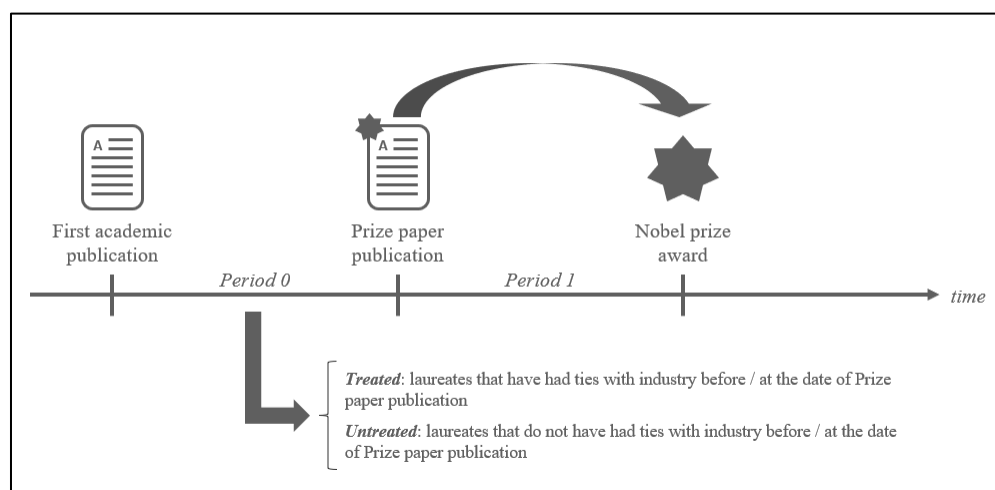 A
A
First academic
publication
Prize paper
publication
Nobel prize
award
Period 0
Period 1
time
Treated: laureates that have had ties with industry before / at the date of Prize
paper publication
Untreated: laureates that do not have had ties with industry before / at the date
of Prize paper publication